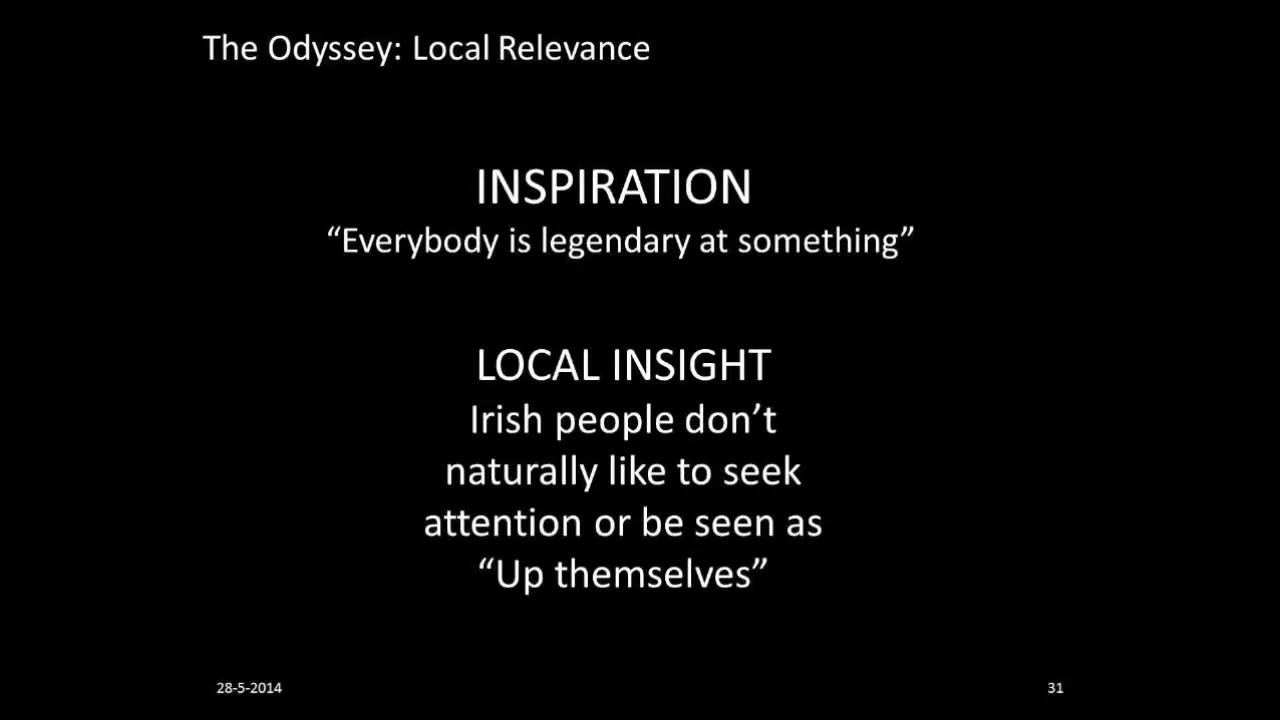 The Odyssey: Local Relevance
INSPIRATION
“Everybody is legendary at something”
LOCAL INSIGHT
Irish people don’t
naturally like to seek
attention or be seen as
“Up themselves”
28-5-2014
31